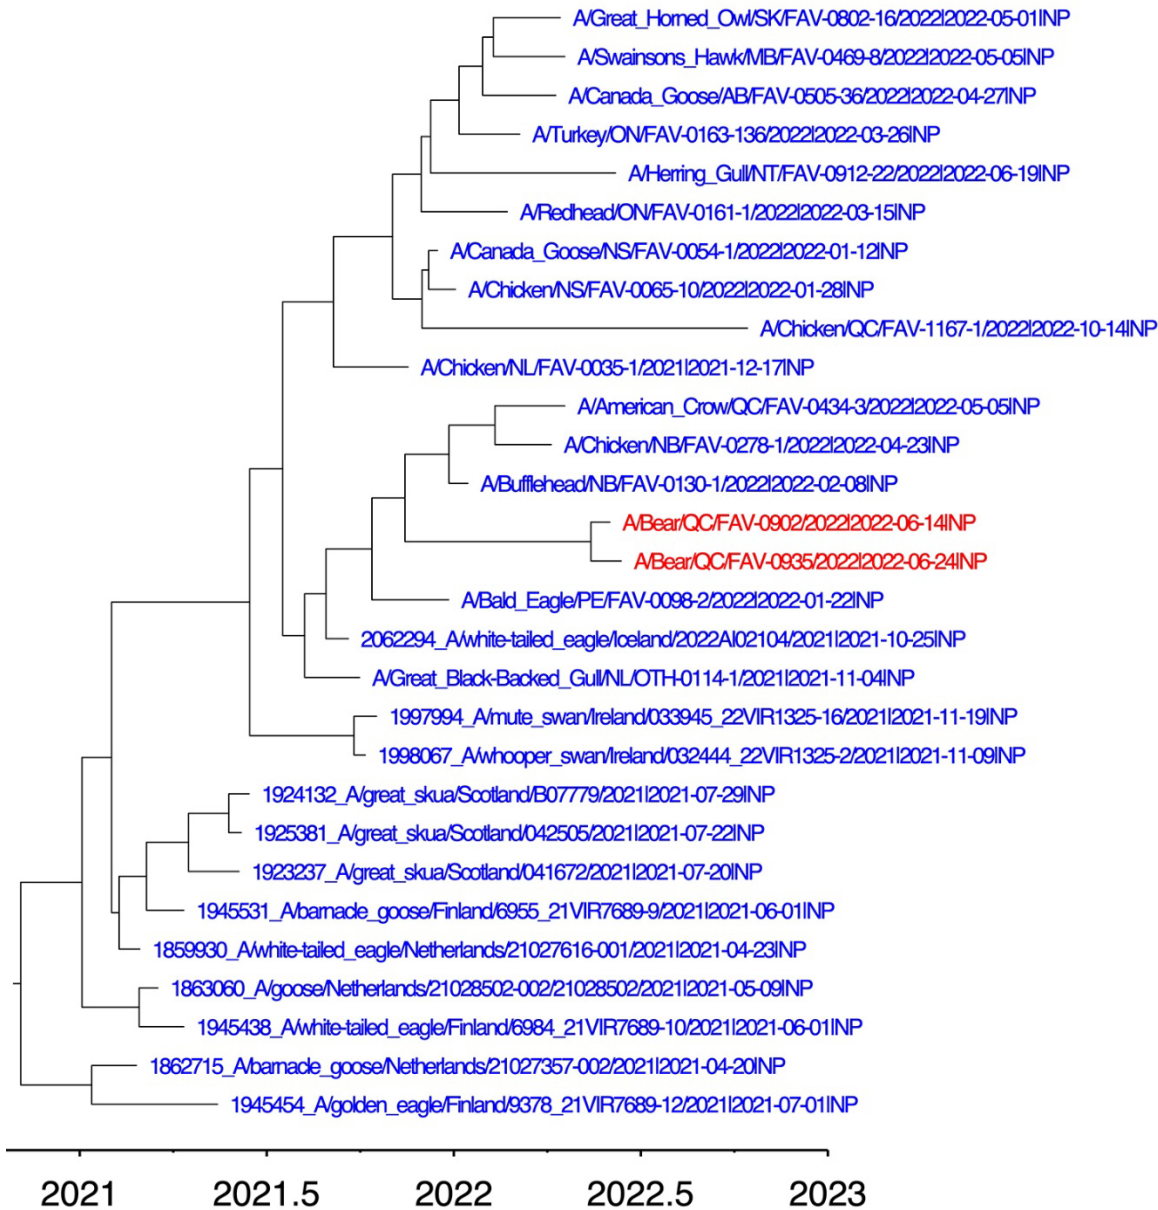 A/Great_Horned_Owl/SK/FAV-0802-16/2022|2022-05-01|NP
A/Swainsons_Hawk/MB/FAV-0469-8/2022|2022-05-05|NP
A/Canada_Goose/AB/FAV-0505-36/2022|2022-04-27|NP
A/Turkey/ON/FAV-0163-136/2022|2022-03-26|NP
A/Herring_Gull/NT/FAV-0912-22/2022|2022-06-19|NP
A/Redhead/ON/FAV-0161-1/2022|2022-03-15|NP
A/Canada_Goose/NS/FAV-0054-1/2022|2022-01-12|NP
A/Chicken/NS/FAV-0065-10/2022|2022-01-28|NP
A/Chicken/QC/FAV-1167-1/2022|2022-10-14|NP
A/Chicken/NL/FAV-0035-1/2021|2021-12-17|NP
A/American_Crow/QC/FAV-0434-3/2022|2022-05-05|NP
A/Chicken/NB/FAV-0278-1/2022|2022-04-23|NP
A/Bufflehead/NB/FAV-0130-1/2022|2022-02-08|NP
A/Bear/QC/FAV-0902/2022|2022-06-14|NP
A/Bear/QC/FAV-0935/2022|2022-06-24|NP
A/Bald_Eagle/PE/FAV-0098-2/2022|2022-01-22|NP
2062294_A/white-tailed_eagle/Iceland/2022AI02104/2021|2021-10-25|NP
A/Great_Black-Backed_Gull/NL/OTH-0114-1/2021|2021-11-04|NP
1997994_A/mute_swan/Ireland/033945_22VIR1325-16/2021|2021-11-19|NP
1998067_A/whooper_swan/Ireland/032444_22VIR1325-2/2021|2021-11-09|NP
1924132_A/great_skua/Scotland/B07779/2021|2021-07-29|NP
1925381_A/great_skua/Scotland/042505/2021|2021-07-22|NP
1923237_A/great_skua/Scotland/041672/2021|2021-07-20|NP
1945531_A/barnacle_goose/Finland/6955_21VIR7689-9/2021|2021-06-01|NP
1859930_A/white-tailed_eagle/Netherlands/21027616-001/2021|2021-04-23|NP
1863060_A/goose/Netherlands/21028502-002/21028502/2021|2021-05-09|NP
1945438_A/white-tailed_eagle/Finland/6984_21VIR7689-10/2021|2021-06-01|NP
1862715_A/barnacle_goose/Netherlands/21027357-002/2021|2021-04-20|NP
1945454_A/golden_eagle/Finland/9378_21VIR7689-12/2021|2021-07-01|NP
2021 2021.5 2022 2022.5 2023